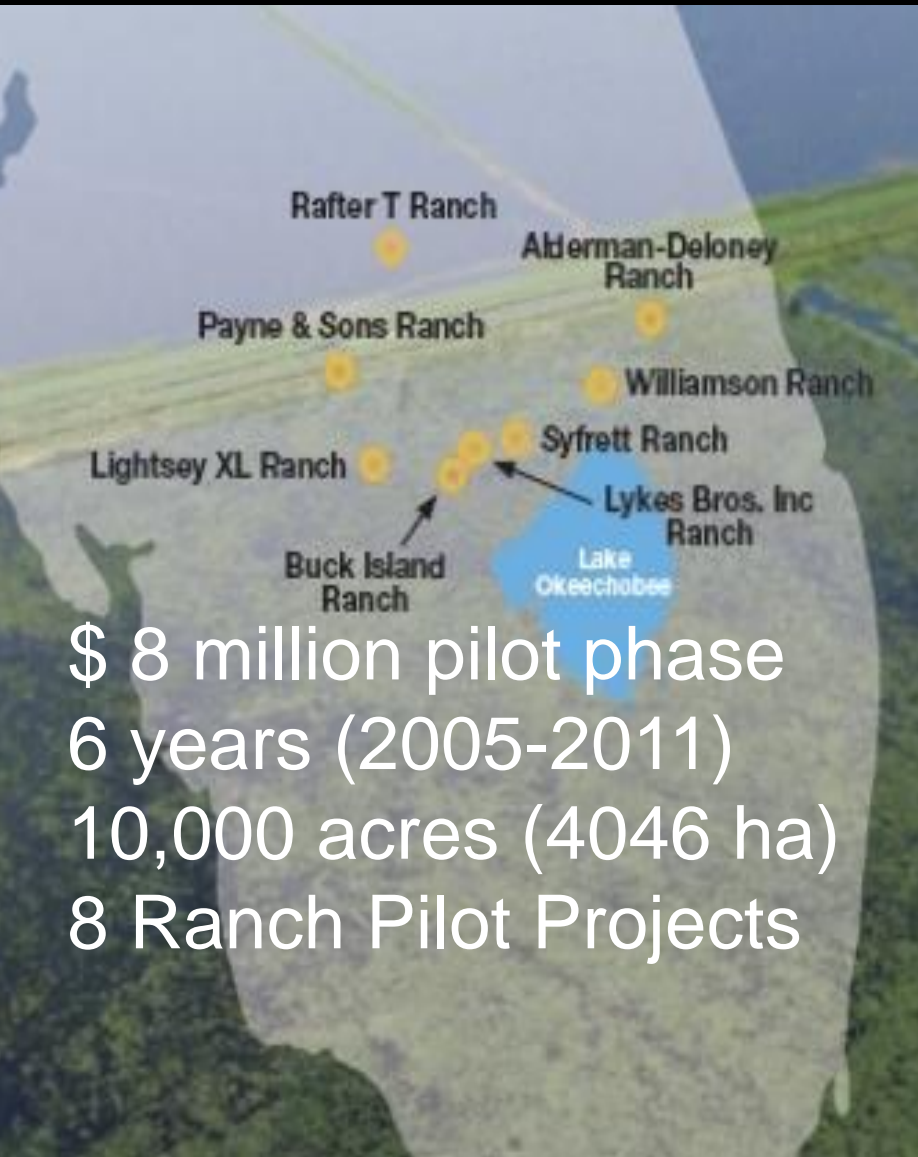 Rafter T Ranch
Alderman-Deloney
Ranch
Payne & Sons Ranch
Williamson Ranch
Syfrett Ranch
Lightsey XL Ranch
Lykes Bros. Inc
Ranch
Buck Island
Ranch
Lake
Okeechobee
$ 8 million pilot phase
6 years (2005-2011)
10,000 acres (4046 ha)
8 Ranch Pilot Projects